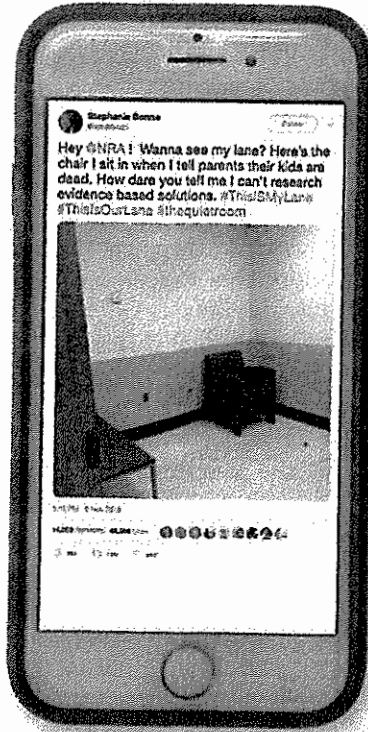 Stephanie Bonne
Hey @NRA! Wanna see my lane? Here's the
chair I sit in when I tell parents their kids are
dead. How dare you tell me I can't research
evidence based solutions. #ThisISMyLane
#ThisIsOurLane #thequietroom